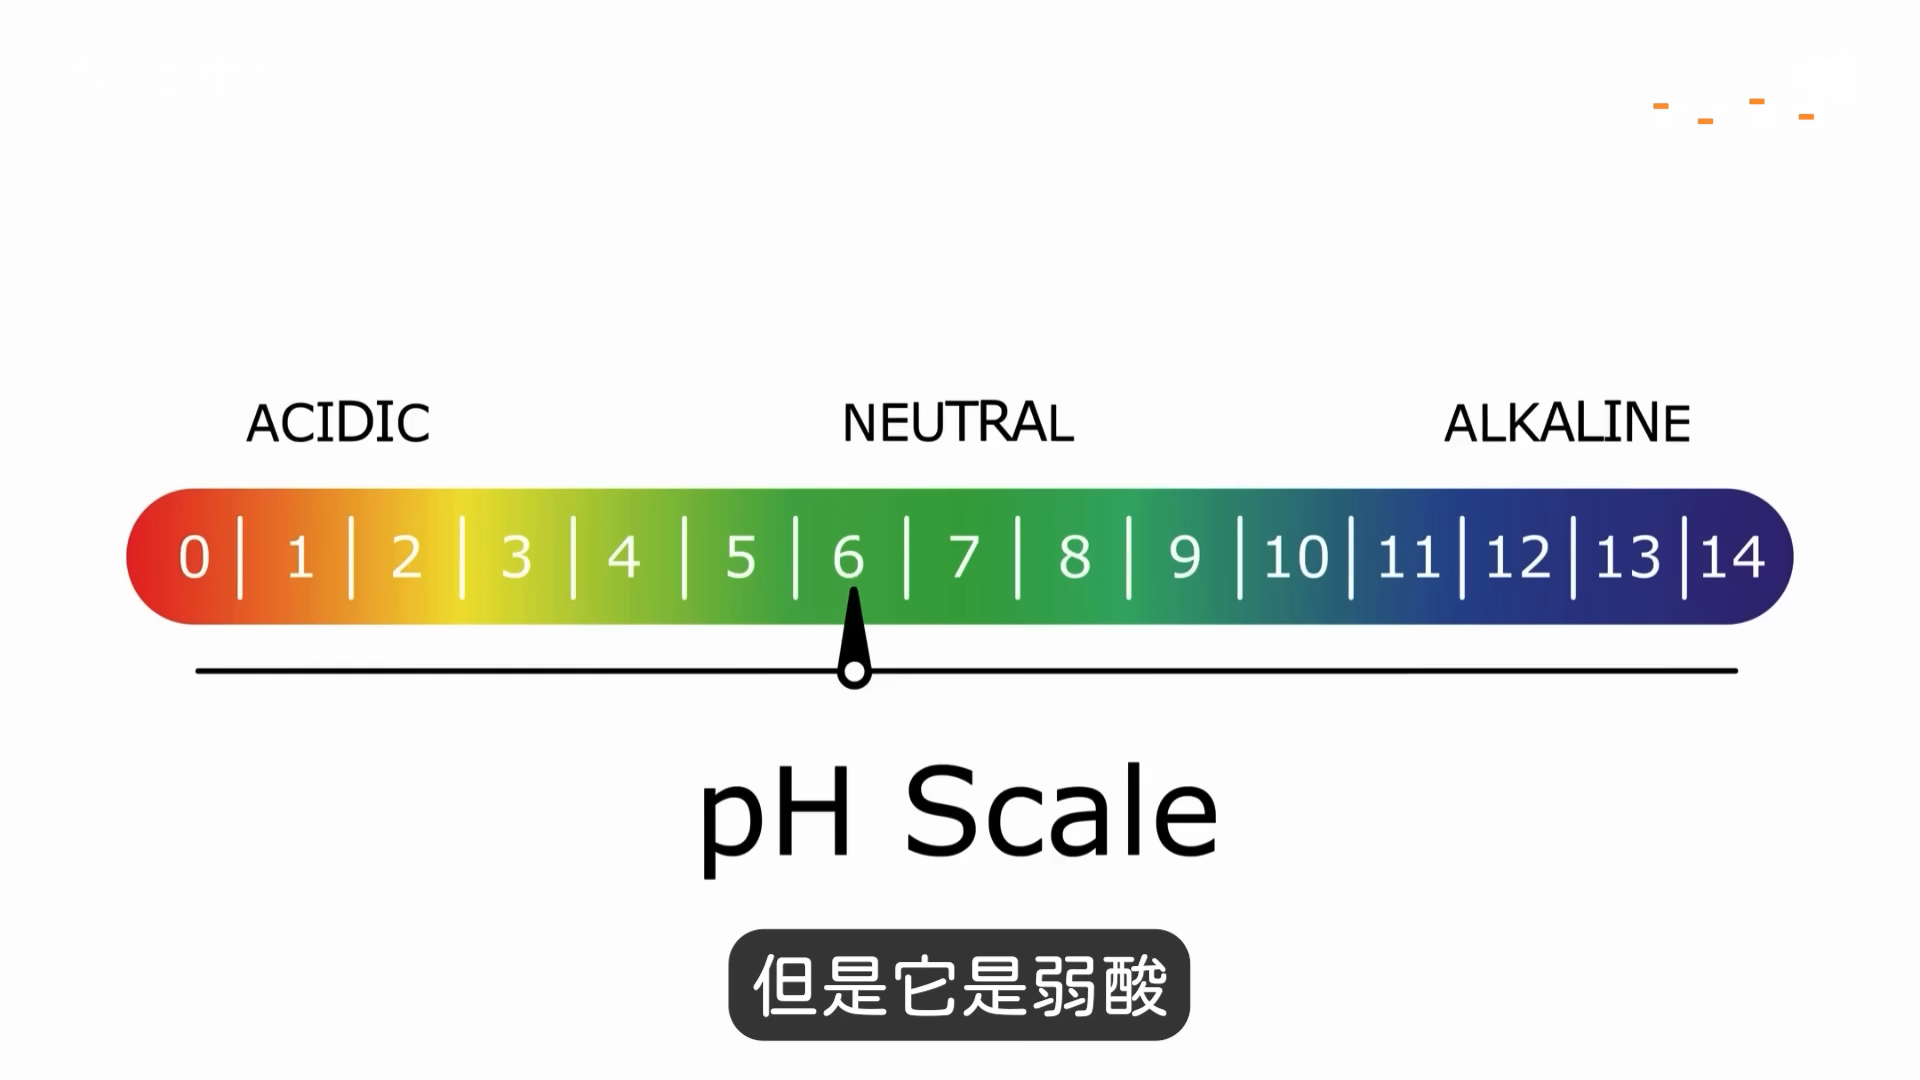 ACIDIC NEUTRAL ALKALINE
0 1 2 3 4 5 6 7 8 9 10 11 12 13 14
pH Scale
但是它是弱酸